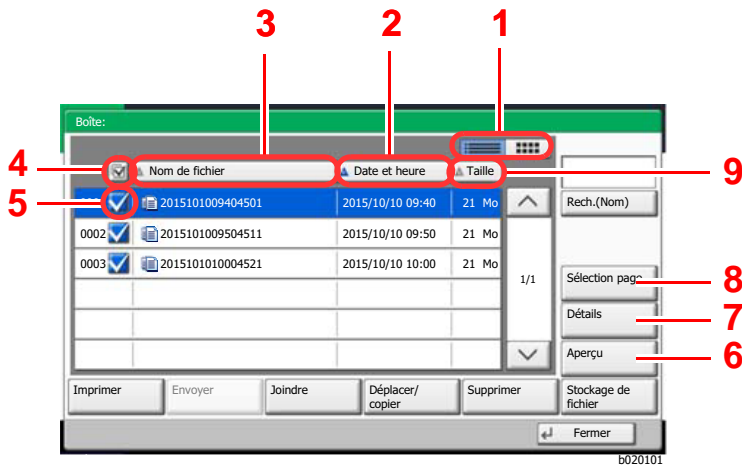 3 2 1
Boîte:
4 Nom de fichier Date et heure Taille 9
5 2015101009404501 2015/10/10 09:40 21 Mo Rech.(Nom)
0002 2015101009504511 2015/10/10 09:50 21 Mo
0003 2015101010004521 2015/10/10 10:00 21 Mo
1/1 Sélection page 8
Détails 7
Aperçu 6
Imprimer Envoyer Joindre Déplacer/ Supprimer Stockage de
copier fichier
Fermer
b020101